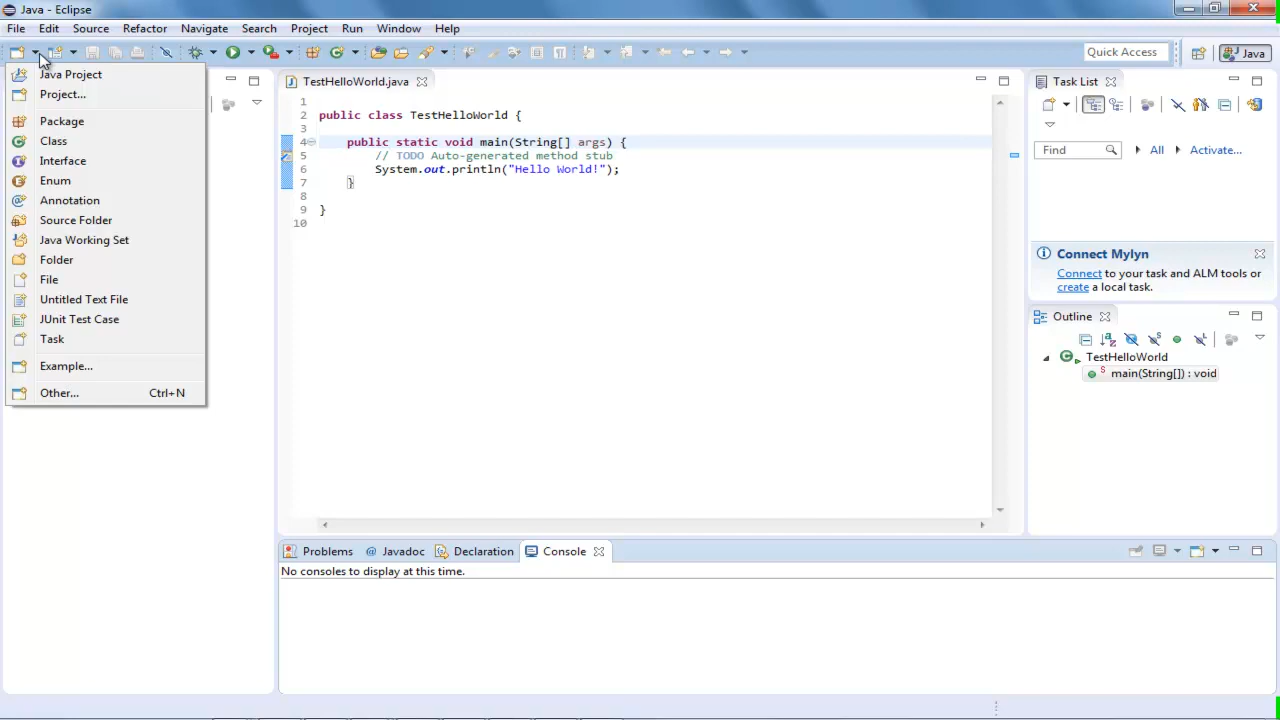 Java - Eclipse
File Edit Source Refactor Navigate Search Project Run Window Help
Quick Access
Java
Java Project
Project...
Package
Class
Interface
Enum
Annotation
Source Folder
Java Working Set
Folder
File
Untitled Text File
JUnit Test Case
Task
Example...
Other... Ctrl+N
TestHelloWorld.java
1
2 public class TestHelloWorld {
3
4 public static void main(String[] args) {
5 // TODO Auto-generated method stub
6 System.out.println("Hello World!");
7 }
8
9 }
10
Task List
Find All Activate...
Connect Mylyn
Connect to your task and ALM tools or
create a local task.
Outline
TestHelloWorld
main(String[]) : void
Problems Javadoc Declaration Console
No consoles to display at this time.